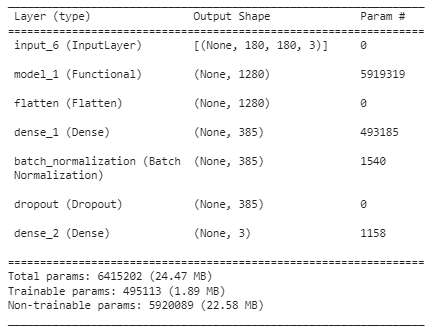 Layer (type) Output Shape Param #
input_6 (InputLayer) [(None, 180, 180, 3)] 0
model_1 (Functional) (None, 1280) 5919319
flatten (Flatten) (None, 1280) 0
dense_1 (Dense) (None, 385) 493185
batch_normalization (Batch (None, 385) 1540
Normalization)
dropout (Dropout) (None, 385) 0
dense_2 (Dense) (None, 3) 1158
Total params: 6415202 (24.47 MB)
Trainable params: 495113 (1.89 MB)
Non-trainable params: 5920089 (22.58 MB)